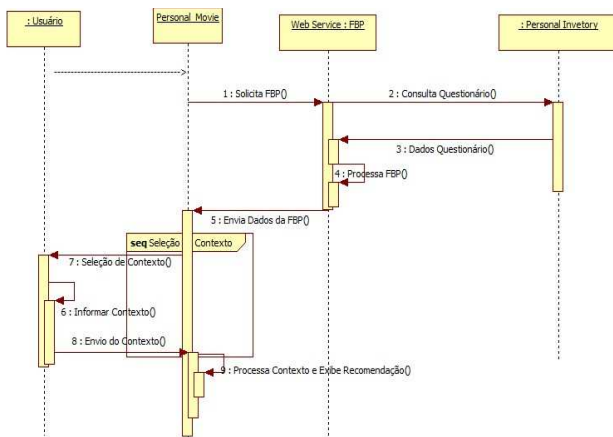 : Usuário
Personal Movie
Web Service : FBP
: Personal Invetory
1 : Solicita FBP()
2 : Consulta Questionário()
3 : Dados Questionário()
4 : Processa FBP()
5 : Envia Dados da FBP()
seq Seleção Contexto
7 : Seleção de Contexto()
6 : Informar Contexto()
8 : Envio do Contexto()
9 : Processa Contexto e Exibe Recomendação()